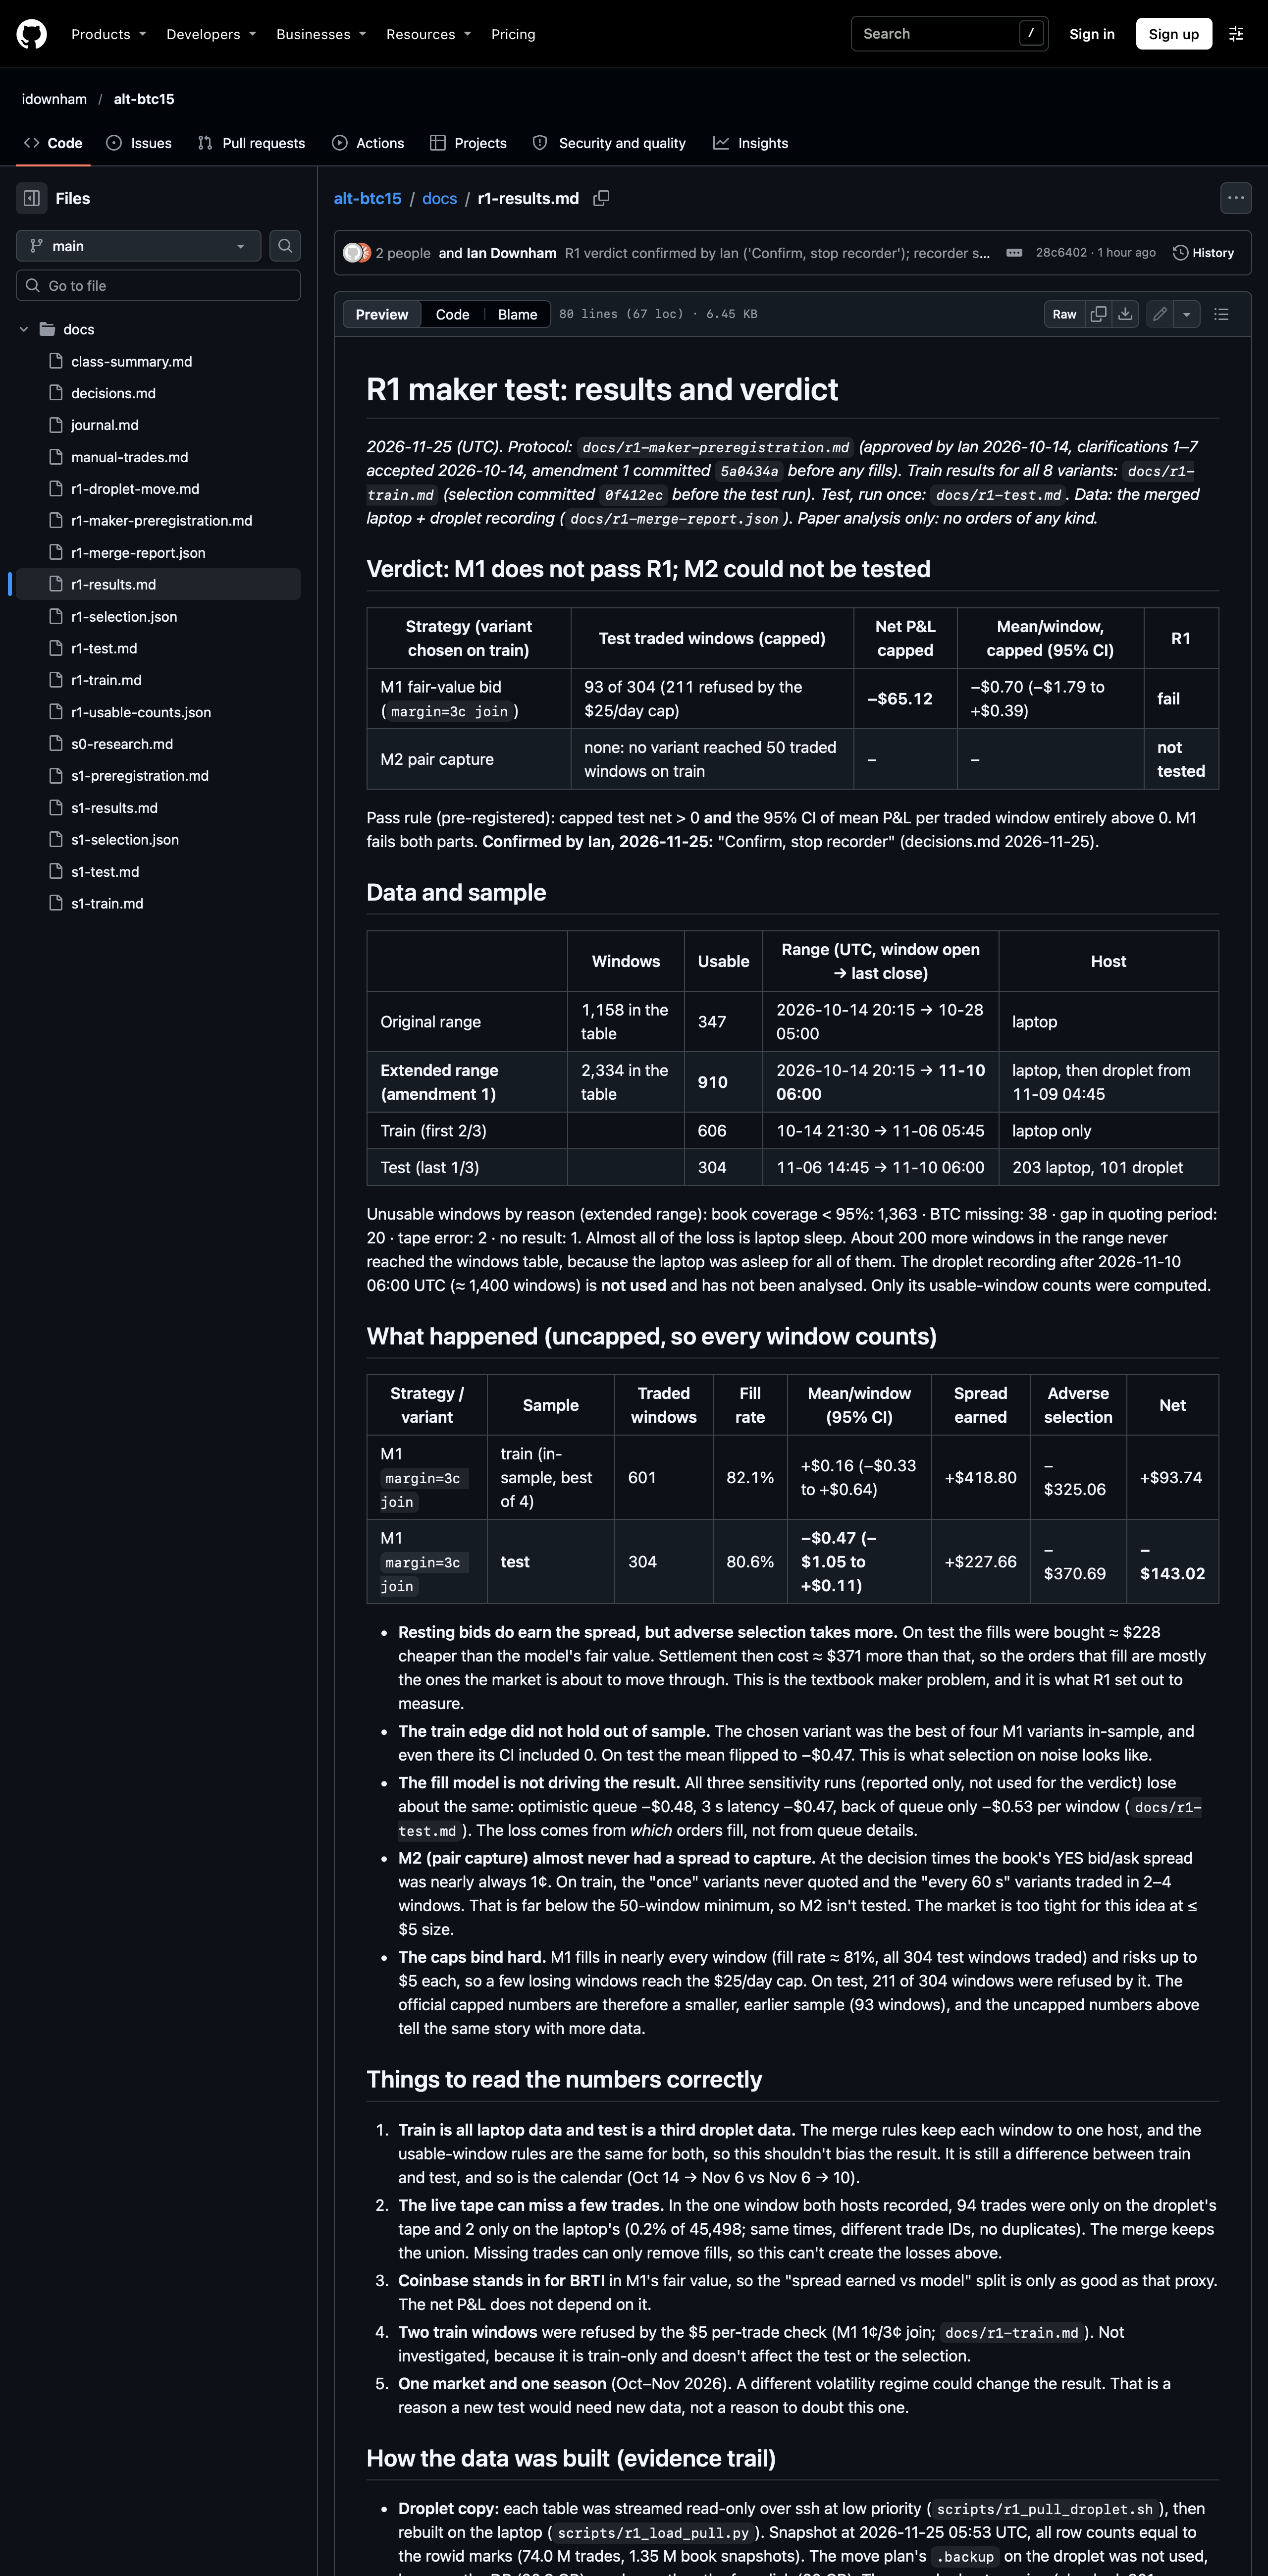 Products Developers Businesses Resources Pricing Search / Sign in Sign up
idownham / alt-btc15
Code Issues Pull requests Actions Projects Security and quality Insights
Files
main
Go to file
docs
class-summary.md
decisions.md
journal.md
manual-trades.md
r1-droplet-move.md
r1-maker-preregistration.md
r1-merge-report.json
r1-results.md
r1-selection.json
r1-test.md
r1-train.md
r1-usable-counts.json
s0-research.md
s1-preregistration.md
s1-results.md
s1-selection.json
s1-test.md
s1-train.md
alt-btc15 / docs / r1-results.md
2 people and Ian Downham R1 verdict confirmed by Ian ('Confirm, stop recorder'); recorder s... 28c6402 · 1 hour ago History
Preview Code Blame 80 lines (67 loc) · 6.45 KB Raw
R1 maker test: results and verdict
2026-11-25 (UTC). Protocol: docs/r1-maker-preregistration.md (approved by Ian 2026-10-14, clarifications 1–7
accepted 2026-10-14, amendment 1 committed 5a0434a before any fills). Train results for all 8 variants: docs/r1-
train.md (selection committed 0f412ec before the test run). Test, run once: docs/r1-test.md. Data: the merged
laptop + droplet recording (docs/r1-merge-report.json). Paper analysis only: no orders of any kind.
Verdict: M1 does not pass R1; M2 could not be tested
Strategy (variant
chosen on train)
Test traded windows (capped)
Net P&L
capped
Mean/window,
capped (95% CI)
R1
M1 fair-value bid
(margin=3c join)
93 of 304 (211 refused by the
$25/day cap)
−$65.12
−$0.70 (−$1.79 to
+$0.39)
fail
M2 pair capture
none: no variant reached 50 traded
windows on train
–
–
not
tested
Pass rule (pre-registered): capped test net > 0 and the 95% CI of mean P&L per traded window entirely above 0. M1
fails both parts. Confirmed by Ian, 2026-11-25: "Confirm, stop recorder" (decisions.md 2026-11-25).
Data and sample
Windows
Usable
Range (UTC, window open
→ last close)
Host
Original range
1,158 in the
table
347
2026-10-14 20:15 → 10-28
05:00
laptop
Extended range
(amendment 1)
2,334 in the
table
910
2026-10-14 20:15 → 11-10
06:00
laptop, then droplet from
11-09 04:45
Train (first 2/3)
606
10-14 21:30 → 11-06 05:45
laptop only
Test (last 1/3)
304
11-06 14:45 → 11-10 06:00
203 laptop, 101 droplet
Unusable windows by reason (extended range): book coverage < 95%: 1,363 · BTC missing: 38 · gap in quoting period:
20 · tape error: 2 · no result: 1. Almost all of the loss is laptop sleep. About 200 more windows in the range never
reached the windows table, because the laptop was asleep for all of them. The droplet recording after 2026-11-10
06:00 UTC (≈ 1,400 windows) is not used and has not been analysed. Only its usable-window counts were computed.
What happened (uncapped, so every window counts)
Strategy /
variant
Sample
Traded
windows
Fill
rate
Mean/window
(95% CI)
Spread
earned
Adverse
selection
Net
M1
margin=3c
join
train (in-
sample, best
of 4)
601
82.1%
+$0.16 (−$0.33
to +$0.64)
+$418.80
−
$325.06
+$93.74
M1
margin=3c
join
test
304
80.6%
−$0.47 (−
$1.05 to
+$0.11)
+$227.66
−
$370.69
−
$143.02
• Resting bids do earn the spread, but adverse selection takes more. On test the fills were bought ≈ $228
cheaper than the model's fair value. Settlement then cost ≈ $371 more than that, so the orders that fill are mostly
the ones the market is about to move through. This is the textbook maker problem, and it is what R1 set out to
measure.
• The train edge did not hold out of sample. The chosen variant was the best of four M1 variants in-sample, and
even there its CI included 0. On test the mean flipped to −$0.47. This is what selection on noise looks like.
• The fill model is not driving the result. All three sensitivity runs (reported only, not used for the verdict) lose
about the same: optimistic queue −$0.48, 3 s latency −$0.47, back of queue only −$0.53 per window (docs/r1-
test.md). The loss comes from which orders fill, not from queue details.
• M2 (pair capture) almost never had a spread to capture. At the decision times the book's YES bid/ask spread
was nearly always 1¢. On train, the "once" variants never quoted and the "every 60 s" variants traded in 2–4
windows. That is far below the 50-window minimum, so M2 isn't tested. The market is too tight for this idea at ≤
$5 size.
• The caps bind hard. M1 fills in nearly every window (fill rate ≈ 81%, all 304 test windows traded) and risks up to
$5 each, so a few losing windows reach the $25/day cap. On test, 211 of 304 windows were refused by it. The
official capped numbers are therefore a smaller, earlier sample (93 windows), and the uncapped numbers above
tell the same story with more data.
Things to read the numbers correctly
1. Train is all laptop data and test is a third droplet data. The merge rules keep each window to one host, and the
usable-window rules are the same for both, so this shouldn't bias the result. It is still a difference between train
and test, and so is the calendar (Oct 14 → Nov 6 vs Nov 6 → 10).
2. The live tape can miss a few trades. In the one window both hosts recorded, 94 trades were only on the droplet's
tape and 2 only on the laptop's (0.2% of 45,498; same times, different trade IDs, no duplicates). The merge keeps
the union. Missing trades can only remove fills, so this can't create the losses above.
3. Coinbase stands in for BRTI in M1's fair value, so the "spread earned vs model" split is only as good as that proxy.
The net P&L does not depend on it.
4. Two train windows were refused by the $5 per-trade check (M1 1¢/3¢ join; docs/r1-train.md). Not
investigated, because it is train-only and doesn't affect the test or the selection.
5. One market and one season (Oct–Nov 2026). A different volatility regime could change the result. That is a
reason a new test would need new data, not a reason to doubt this one.
How the data was built (evidence trail)
• Droplet copy: each table was streamed read-only over ssh at low priority (scripts/r1_pull_droplet.sh), then
rebuilt on the laptop (scripts/r1_load_pull.py). Snapshot at 2026-11-25 05:53 UTC, all row counts equal to
the rowid marks (74.0 M trades, 1.35 M book snapshots). The move plan's .backup on the droplet was not used,